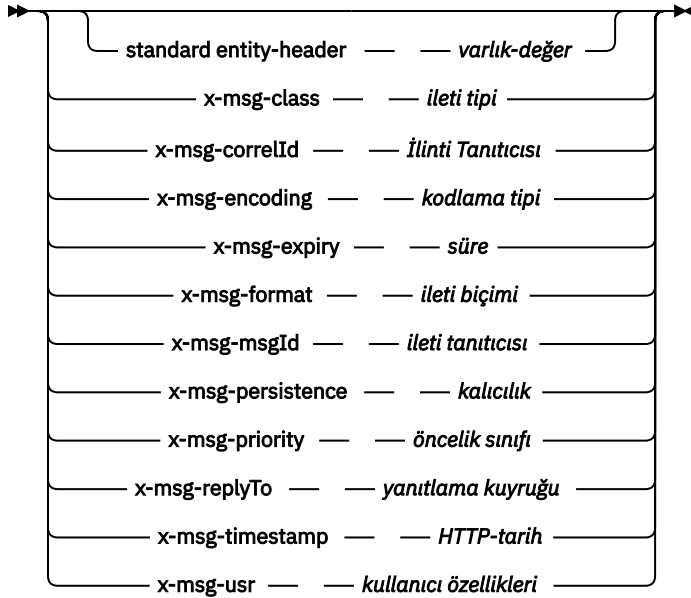 standard entity-header — varlık-değer
x-msg-class — ileti tipi
x-msg-correlId — İlinti Tanıtıcısı
x-msg-encoding — kodlama tipi
x-msg-expiry — süre
x-msg-format — ileti biçimi
x-msg-msgId — ileti tanıtıcısı
x-msg-persistence — kalıcılık
x-msg-priority — öncelik sınıfı
x-msg-replyTo — yanıtlama kuyruğu
x-msg-timestamp — HTTP-tarih
x-msg-usr — kullanıcı özellikleri